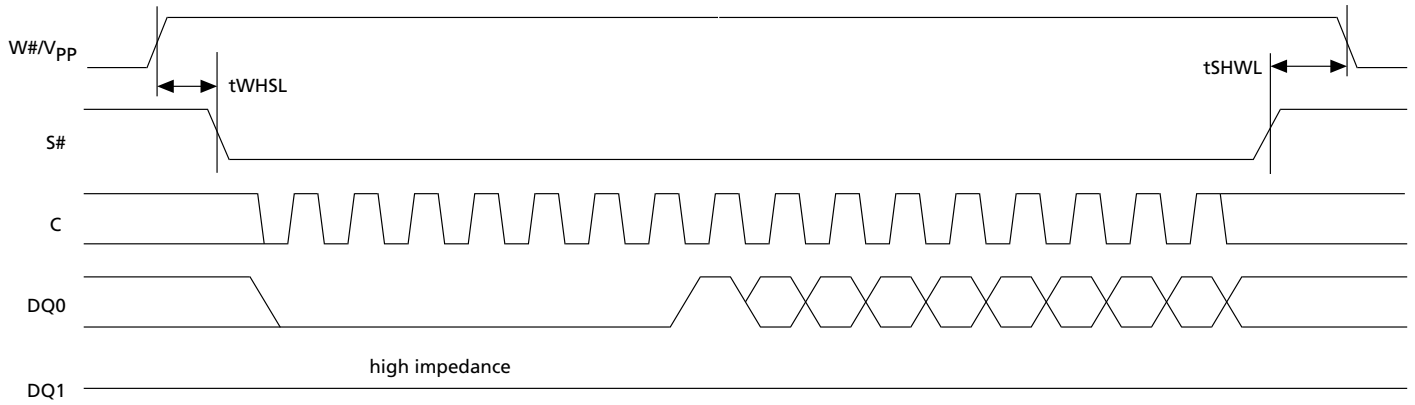 W#/VPP
tWHSL
tSHWL
S#
C
DQ0
high impedance
DQ1